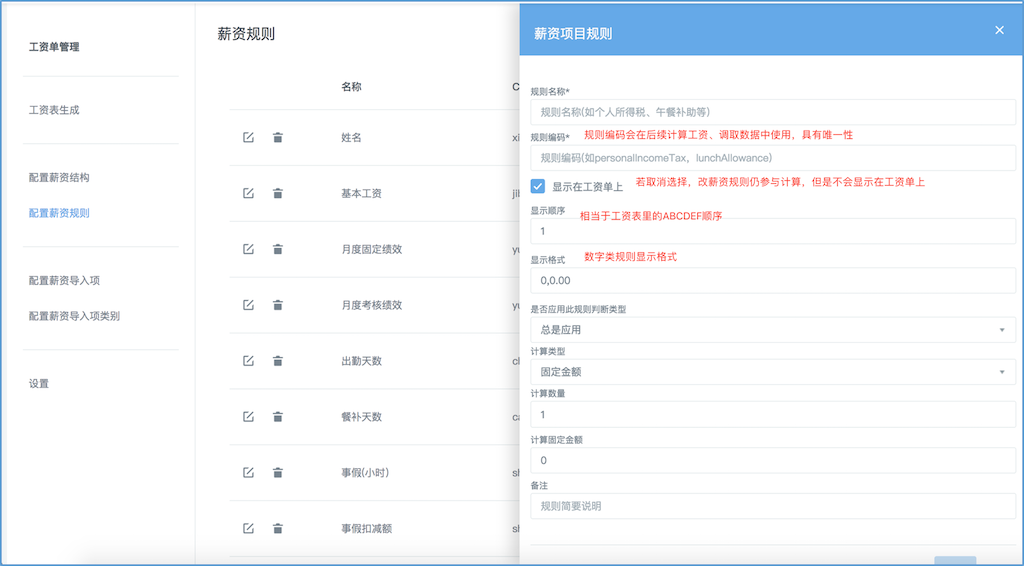 工资单管理
工资表生成
配置薪资结构
配置薪资规则
配置薪资导入项
配置薪资导入项类别
设置
薪资规则
名称
姓名
基本工资
月度固定绩效
月度考核绩效
出勤天数
餐补天数
事假(小时)
事假扣减额
薪资项目规则
规则名称*
规则名称(如个人所得税、午餐补助等)
规则编码* 规则编码会在后续计算工资、调取数据中使用，具有唯一性
规则编码(如personalIncomeTax，lunchAllowance)
显示在工资单上 若取消选择，改薪资规则仍参与计算，但是不会显示在工资单上
显示顺序 相当于工资表里的ABCDEF顺序
1
显示格式 数字类规则显示格式
0,0.00
是否应用此规则判断类型
总是应用
计算类型
固定金额
计算数量
1
计算固定金额
0
备注
规则简要说明